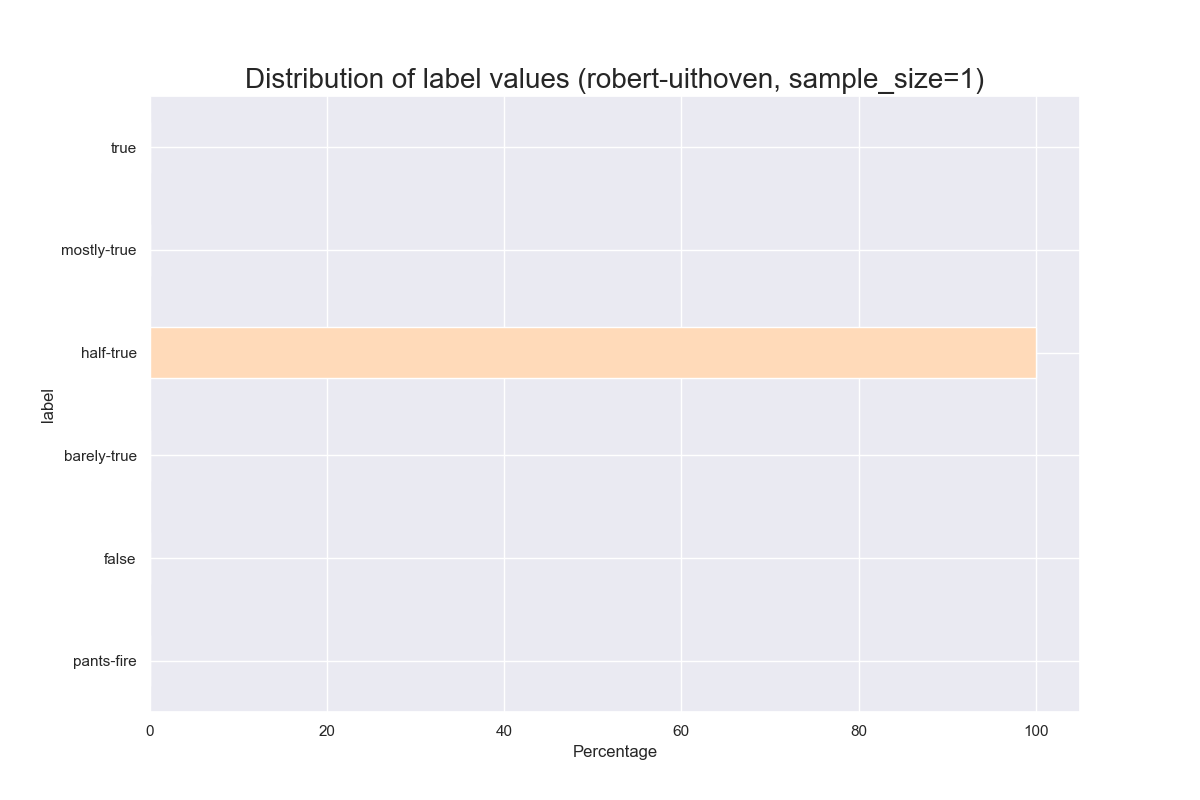 Distribution of label values (robert-uithoven, sample_size=1)
true
mostly-true
half-true
barely-true
false
pants-fire
label
0 20 40 60 80 100
Percentage